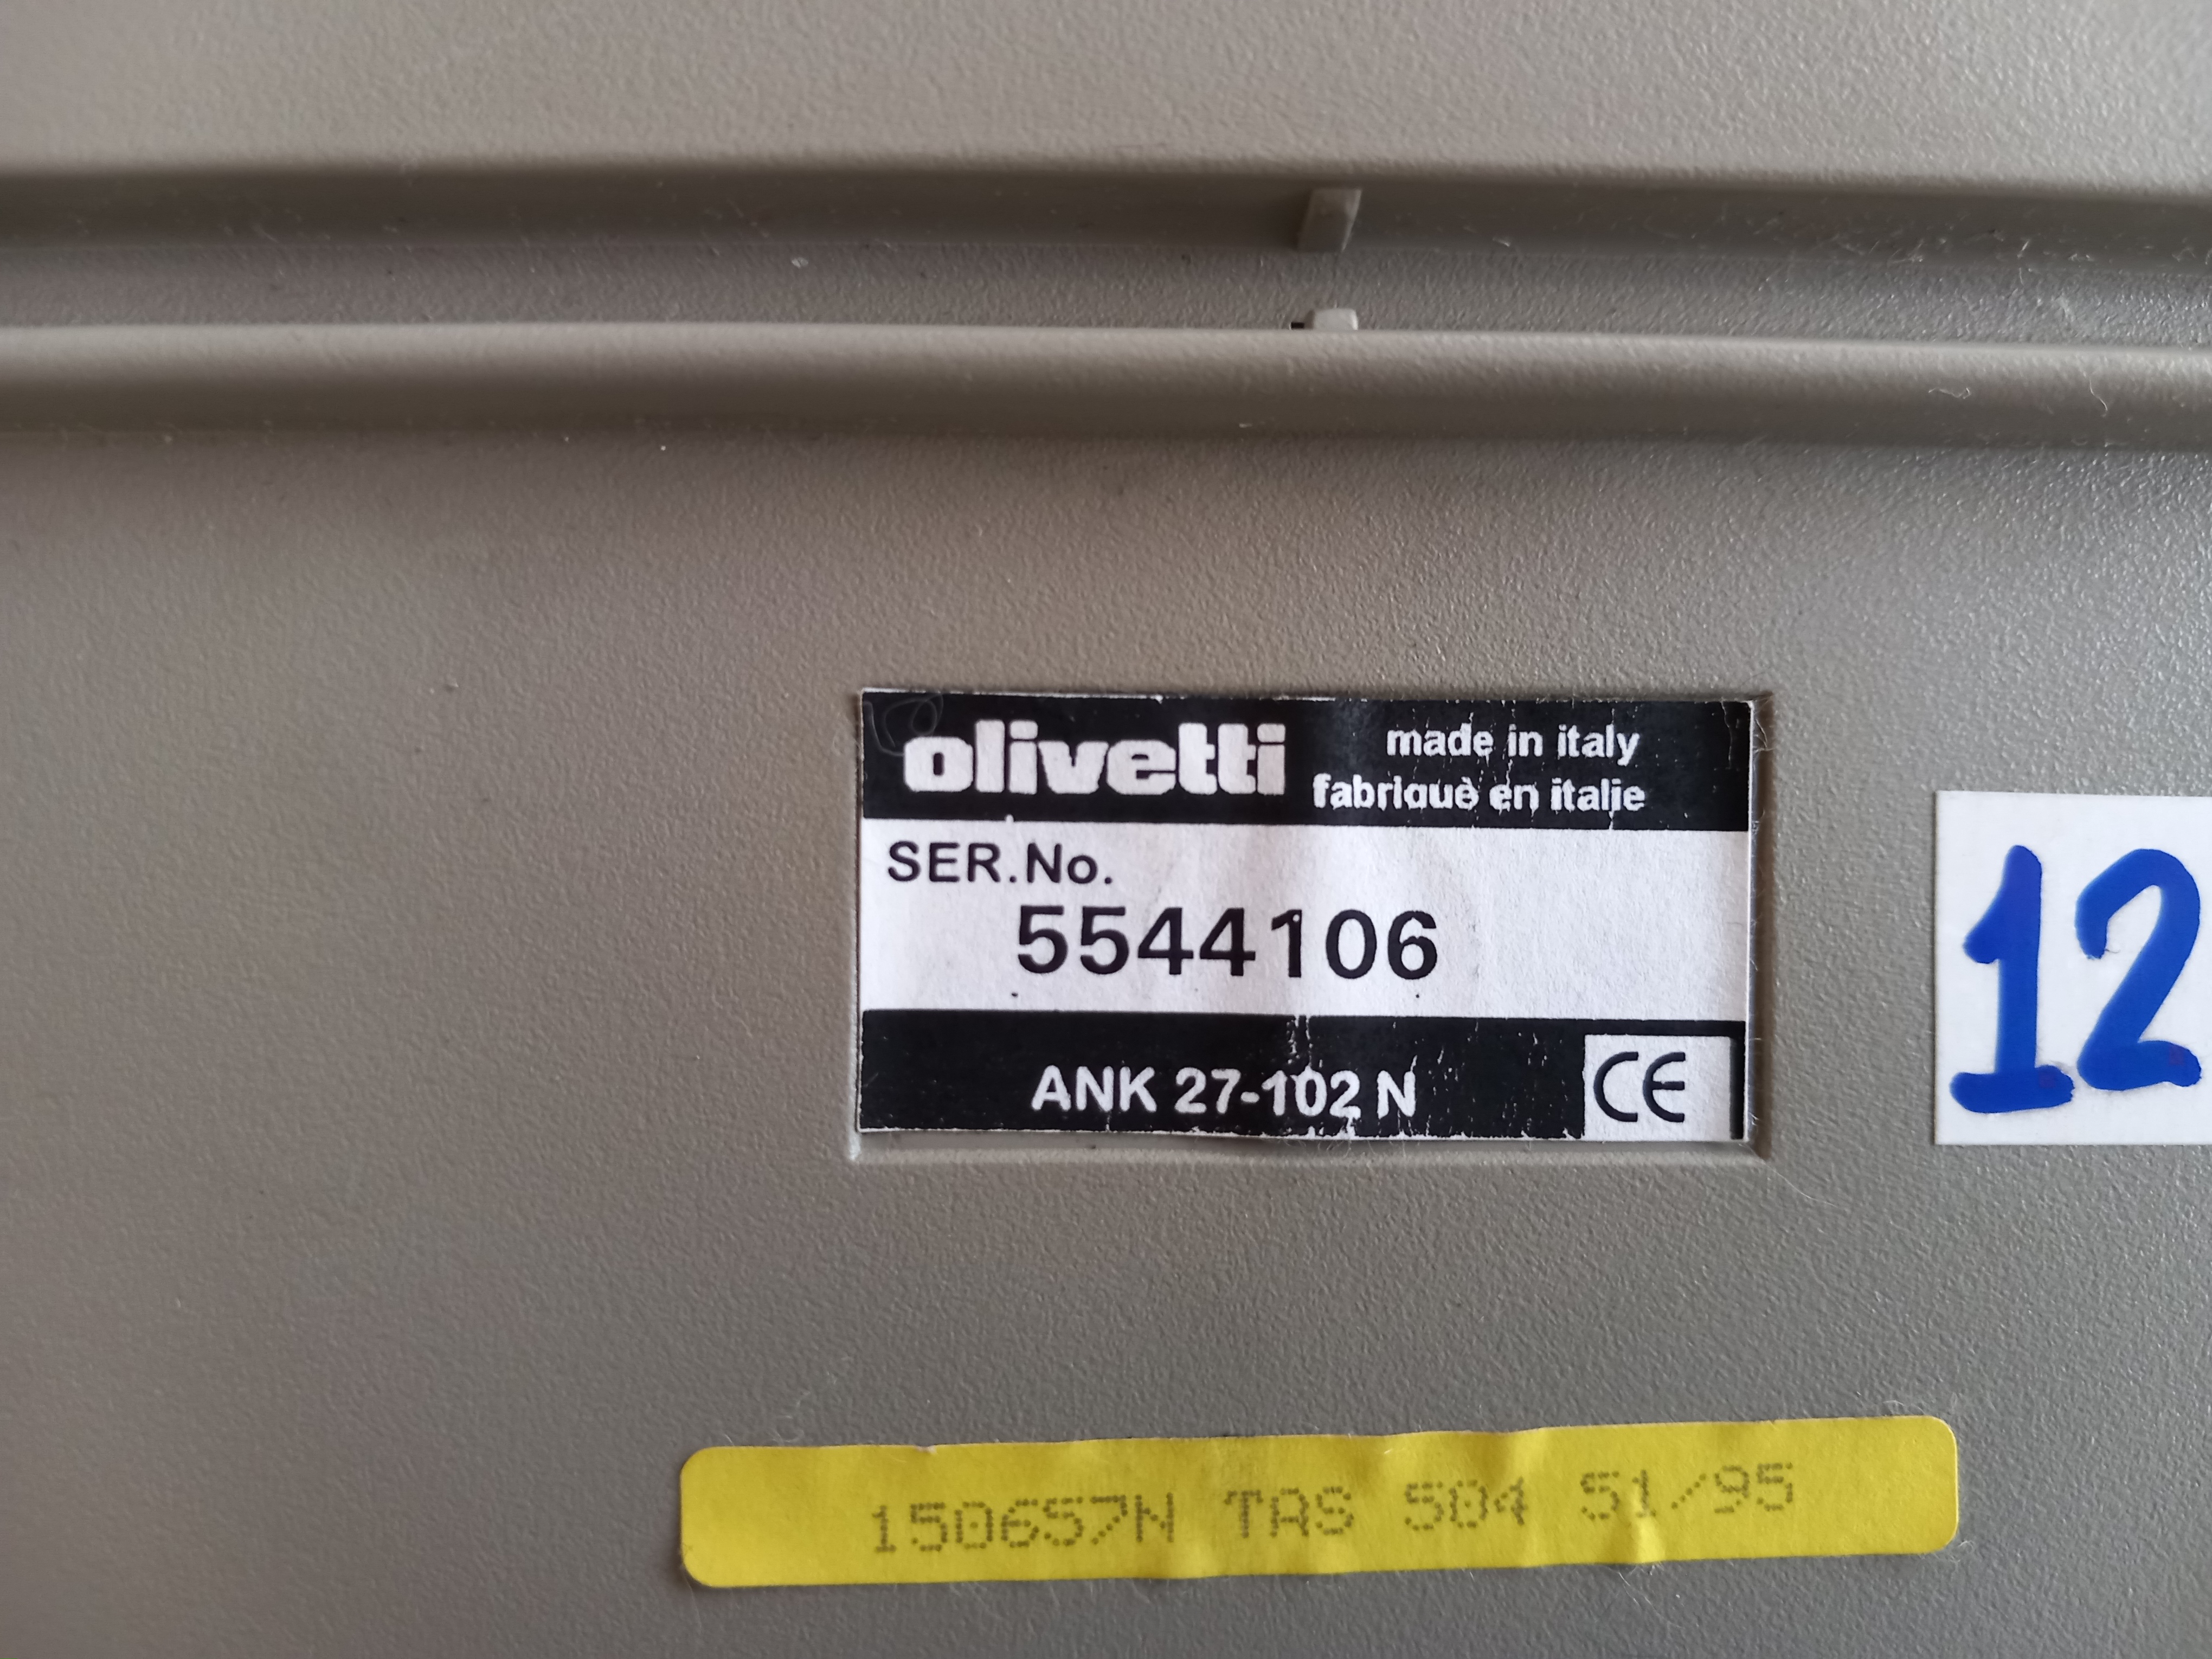 olivetti
made in italy
fabriquè en italie
SER.No.
5544106
ANK 27-102 N
CE
12
150657N TAS 504 51/95